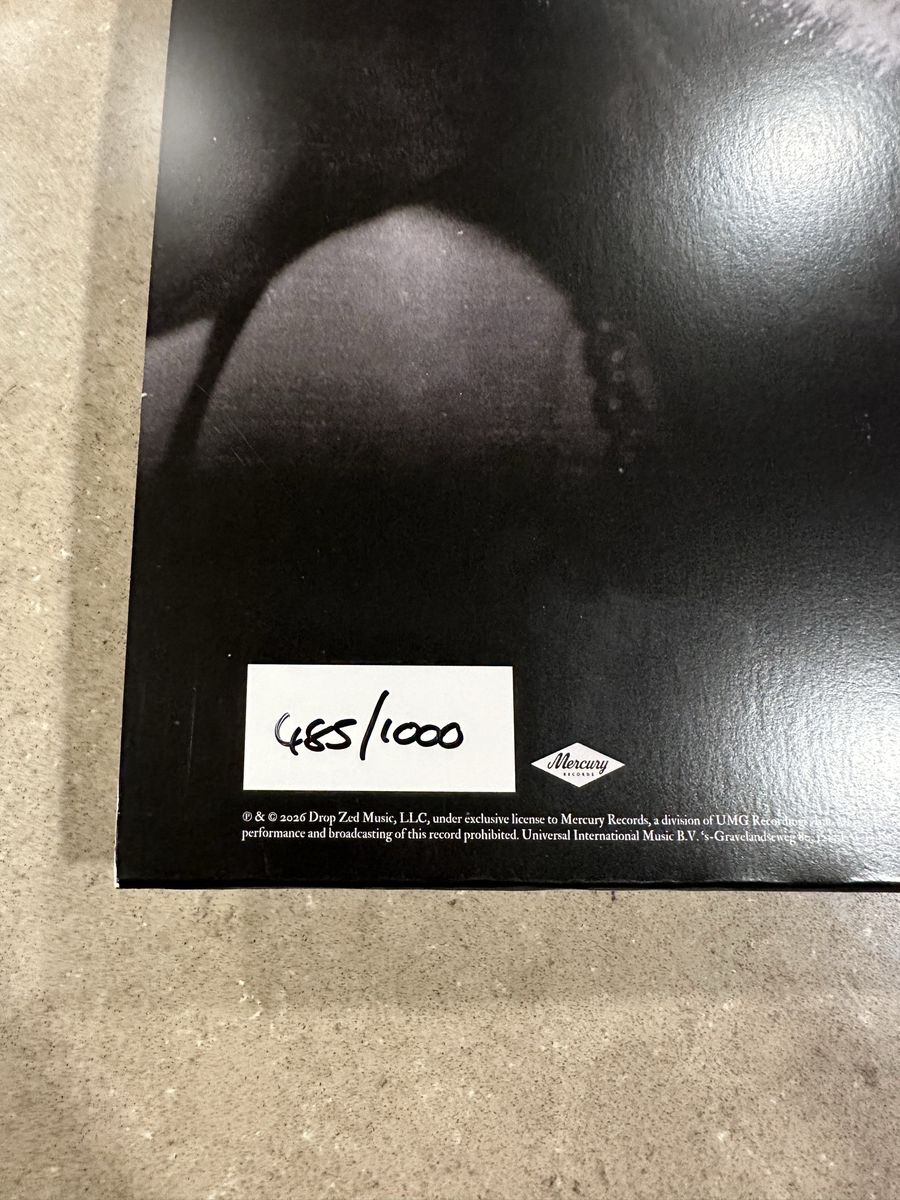 485/1000
Mercury
RECORDS
℗ & © 2026 Drop Zed Music, LLC, under exclusive license to Mercury Records, a division of UMG Recordings
performance and broadcasting of this record prohibited. Universal International Music B.V. 's-Gravelandseweg 80,